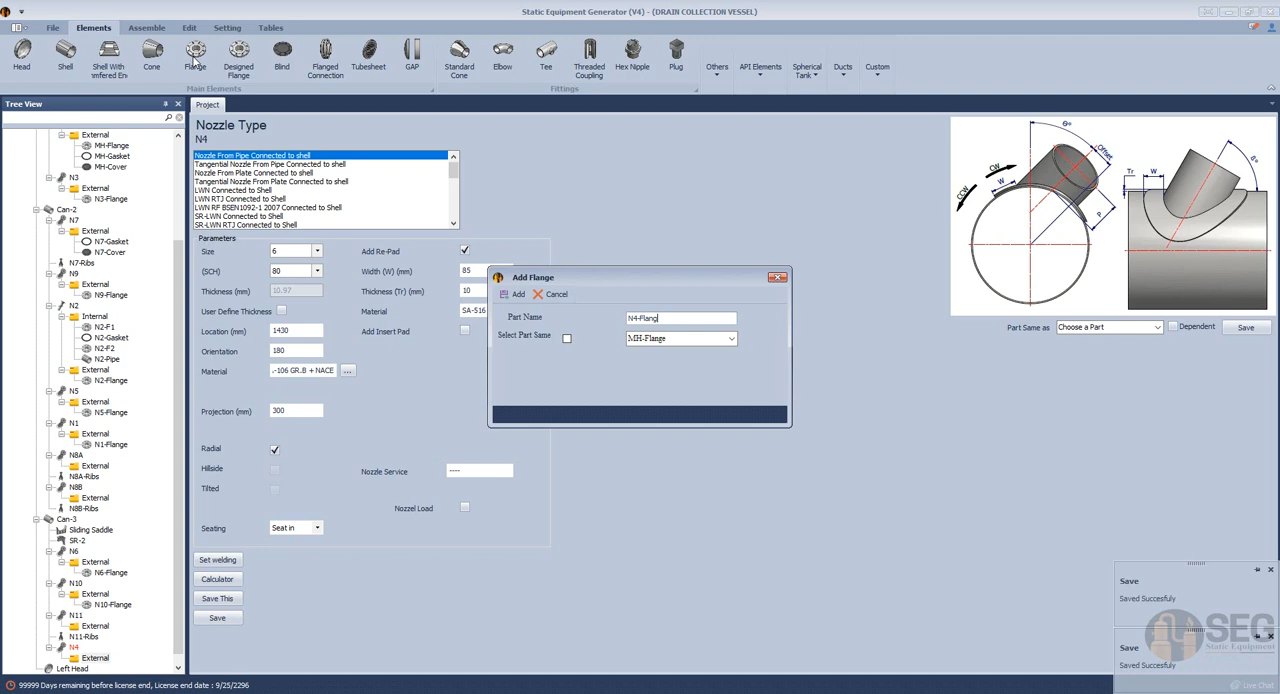 Static Equipment Generator (V4) - (DRAIN COLLECTION VESSEL)
File Elements Assemble Edit Setting Tables
Head Shell Shell With mfered En Cone Flange Designed Flange Blind Flanged Connection Tubesheet GAP Standard Cone Elbow Tee Threaded Coupling Hex Nipple Plug Others API Elements Spherical Tank Ducts Custom
Main Elements Fittings
Tree View
External
MH-Flange
MH-Gasket
MH-Cover
N3
External
N3-Flange
Can-2
N7
External
N7-Gasket
N7-Cover
N7-Ribs
N9
External
N9-Flange
N2
Internal
N2-F1
N2-Gasket
N2-F2
N2-Pipe
External
N2-Flange
N5
External
N5-Flange
N1
External
N1-Flange
N8A
External
N8A-Ribs
N8B
External
N8B-Ribs
Can-3
Sliding Saddle
SR-2
N6
External
N6-Flange
N10
External
N10-Flange
N11
External
N11-Ribs
N4
External
Left Head
Project
Nozzle Type
N4
Nozzle From Pipe Connected to shell
Tangential Nozzle From Pipe Connected to shell
Nozzle From Plate Connected to shell
Tangential Nozzle From Plate Connected to shell
LWN Connected to Shell
LWN RTJ Connected to Shell
LWN RF BSEN1092-1 2007 Connected to Shell
SR-LWN Connected to Shell
SR-LWN RTJ Connected to Shell
Parameters
Size 6 Add Re-Pad
(SCH) 80 Width (W) (mm) 85
Thickness (mm) 10.97 Thickness (Tr) (mm) 10
User Define Thickness Material SA-516
Location (mm) 1430 Add Insert Pad
Orientation 180
Material .-106 GR.B + NACE ...
Projection (mm) 300
Radial
Hillside Nozzle Service ----
Tilted
Nozzel Load
Seating Seat in
Set welding
Calculator
Save This
Save
Add Flange
Add Cancel
Part Name N4-Flang
Select Part Same MH-Flange
Θ° Offset CW CCW W P
Tr W β°
Part Same as Choose a Part Dependent Save
Save
Saved Succesfuly
Save
Saved Succesfuly
SEG
Static Equipment
Live Chat
99999 Days remaining before license end, License end date : 9/25/2296